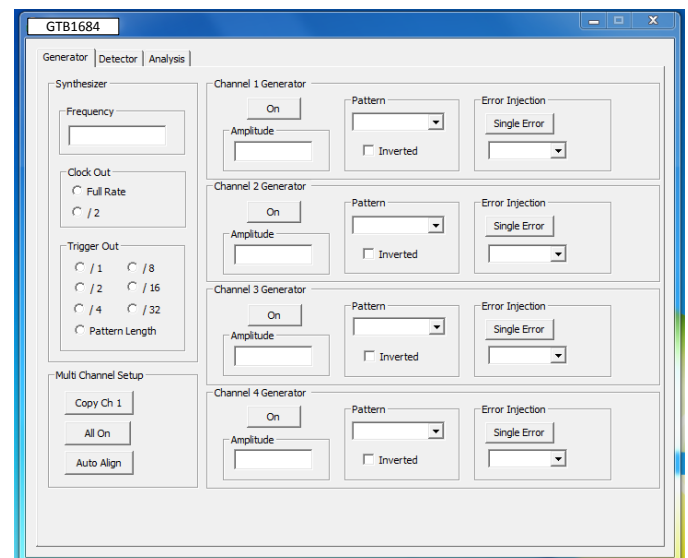 GTB1684
Generator Detector Analysis
Synthesizer
Frequency
Clock Out
Full Rate
/ 2
Trigger Out
/ 1 / 8
/ 2 / 16
/ 4 / 32
Pattern Length
Multi Channel Setup
Copy Ch 1
All On
Auto Align
Channel 1 Generator
On
Amplitude
Pattern
Inverted
Error Injection
Single Error
Channel 2 Generator
On
Amplitude
Pattern
Inverted
Error Injection
Single Error
Channel 3 Generator
On
Amplitude
Pattern
Inverted
Error Injection
Single Error
Channel 4 Generator
On
Amplitude
Pattern
Inverted
Error Injection
Single Error